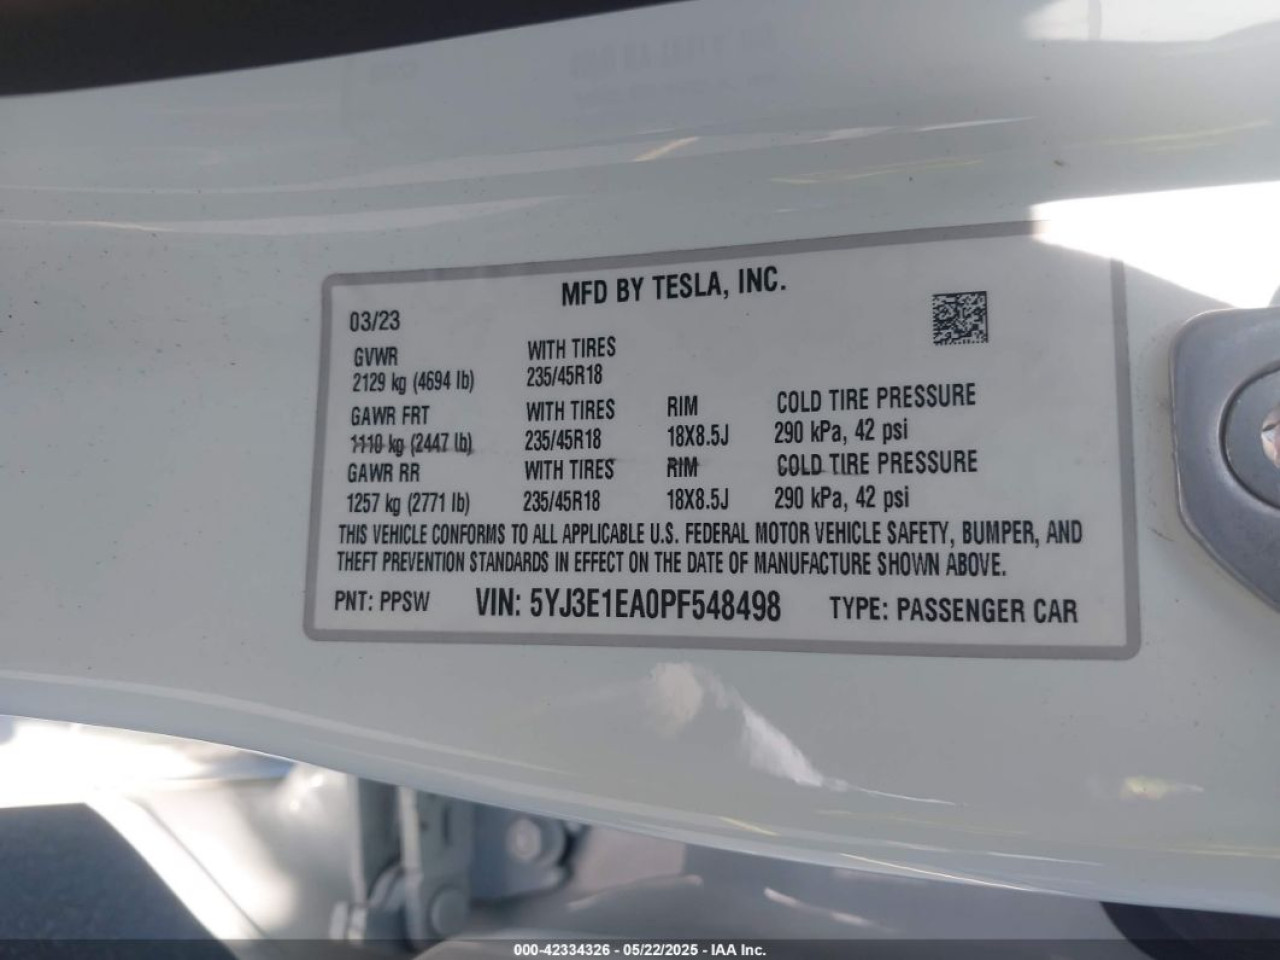 MFD BY TESLA, INC.
03/23
GVWR WITH TIRES
2129 kg (4694 lb) 235/45R18
GAWR FRT WITH TIRES RIM COLD TIRE PRESSURE
1110 kg (2447 lb) 235/45R18 18X8.5J 290 kPa, 42 psi
GAWR RR WITH TIRES RIM COLD TIRE PRESSURE
1257 kg (2771 lb) 235/45R18 18X8.5J 290 kPa, 42 psi
THIS VEHICLE CONFORMS TO ALL APPLICABLE U.S. FEDERAL MOTOR VEHICLE SAFETY, BUMPER, AND
THEFT PREVENTION STANDARDS IN EFFECT ON THE DATE OF MANUFACTURE SHOWN ABOVE.
PNT: PPSW VIN: 5YJ3E1EA0PF548498 TYPE: PASSENGER CAR
000-42334326 - 05/22/2025 - IAA Inc.